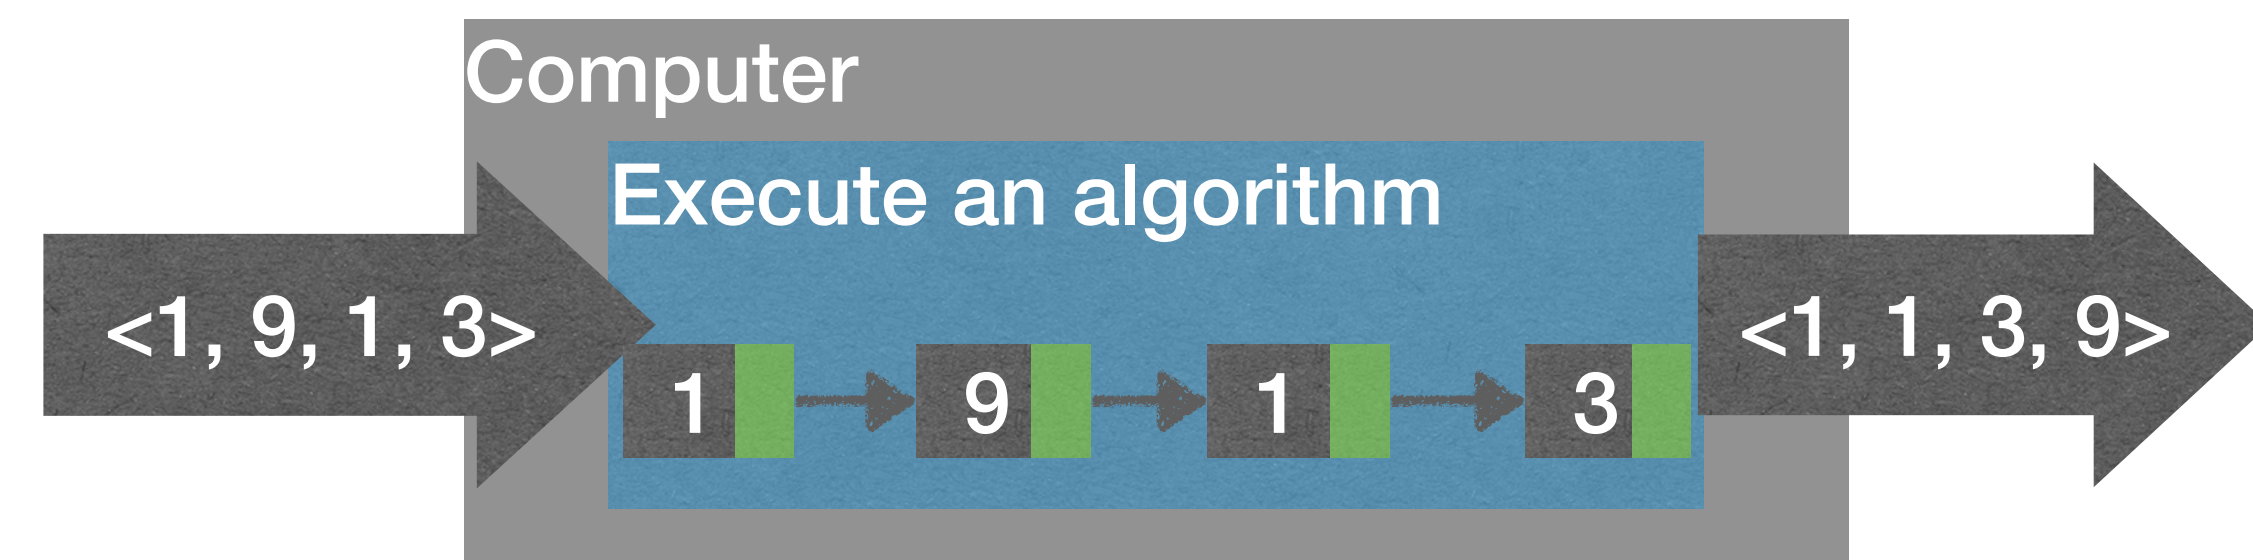 Computer
Execute an algorithm
<1, 9, 1, 3>
<1, 1, 3, 9>
1 9 1 3